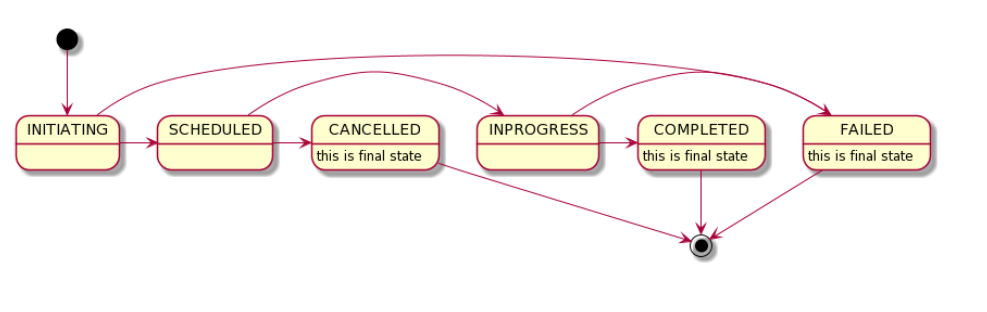 INITIATING
SCHEDULED
CANCELLED
this is final state
INPROGRESS
COMPLETED
this is final state
FAILED
this is final state